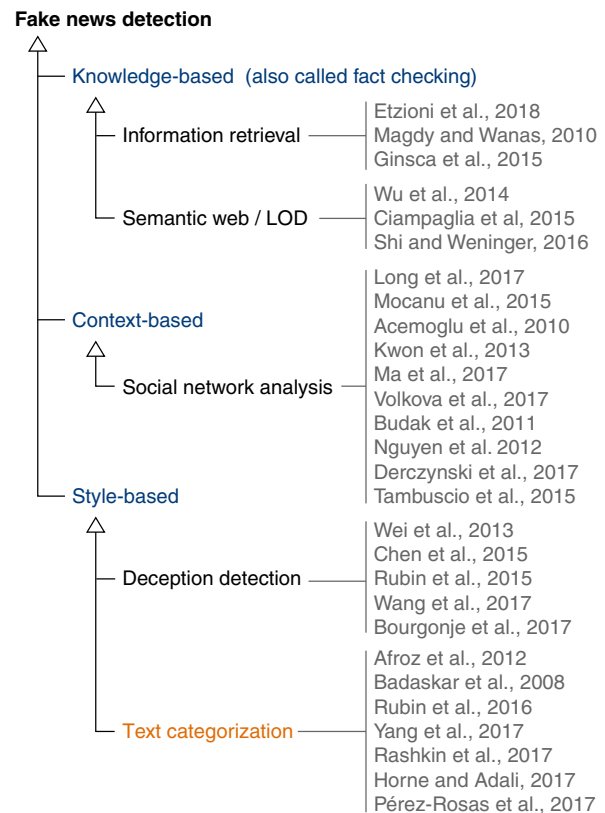 Fake news detection
Knowledge-based (also called fact checking)
Information retrieval
Etzioni et al., 2018
Magdy and Wanas, 2010
Ginsca et al., 2015
Semantic web / LOD
Wu et al., 2014
Ciampaglia et al, 2015
Shi and Weninger, 2016
Context-based
Social network analysis
Long et al., 2017
Mocanu et al., 2015
Acemoglu et al., 2010
Kwon et al., 2013
Ma et al., 2017
Volkova et al., 2017
Budak et al., 2011
Nguyen et al. 2012
Derczynski et al., 2017
Tambuscio et al., 2015
Style-based
Deception detection
Wei et al., 2013
Chen et al., 2015
Rubin et al., 2015
Wang et al., 2017
Bourgonje et al., 2017
Text categorization
Afroz et al., 2012
Badaskar et al., 2008
Rubin et al., 2016
Yang et al., 2017
Rashkin et al., 2017
Horne and Adali, 2017
Pérez-Rosas et al., 2017